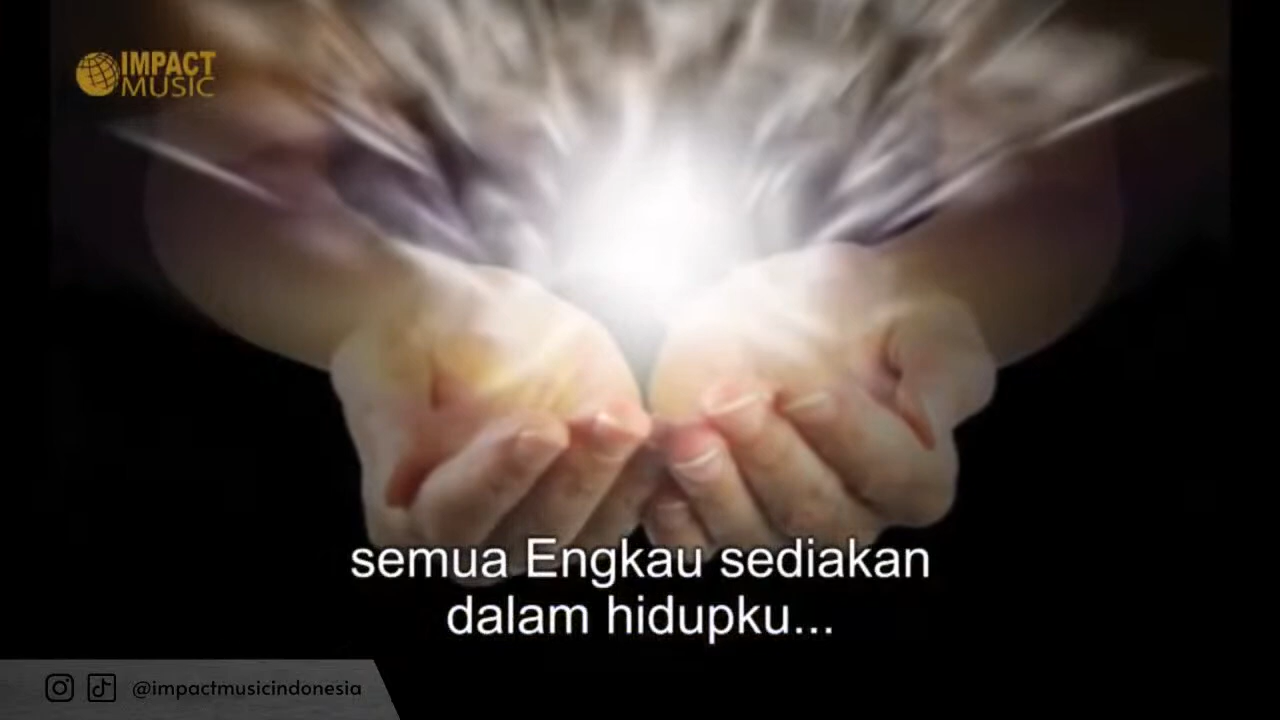 IMPACT
MUSIC
semua Engkau sediakan
dalam hidupku...
@impactmusicindonesia